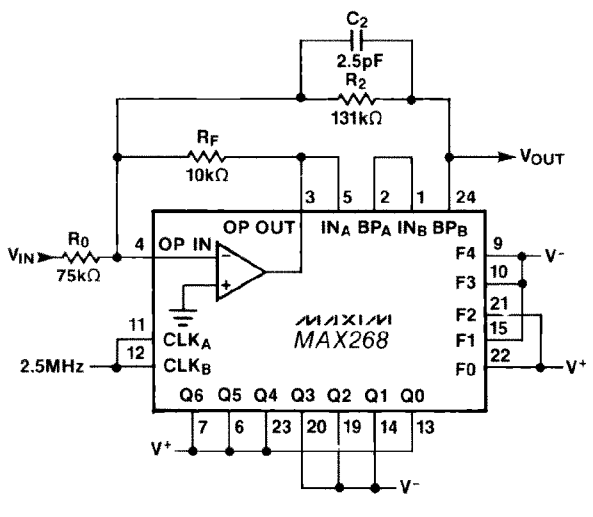 C2
2.5pF
R2
131kΩ
RF
10kΩ
VOUT
3 5 2 1 24
OP OUT INA BPA INB BPB
VIN R0 4 OP IN
75kΩ
−
+
F4 9 V-
F3 10
F2 21
F1 15
F0 22 V+
MAXIM
MAX268
11 CLKA
12 CLKB
2.5MHz
Q6 Q5 Q4 Q3 Q2 Q1 Q0
7 6 23 20 19 14 13
V+
V-